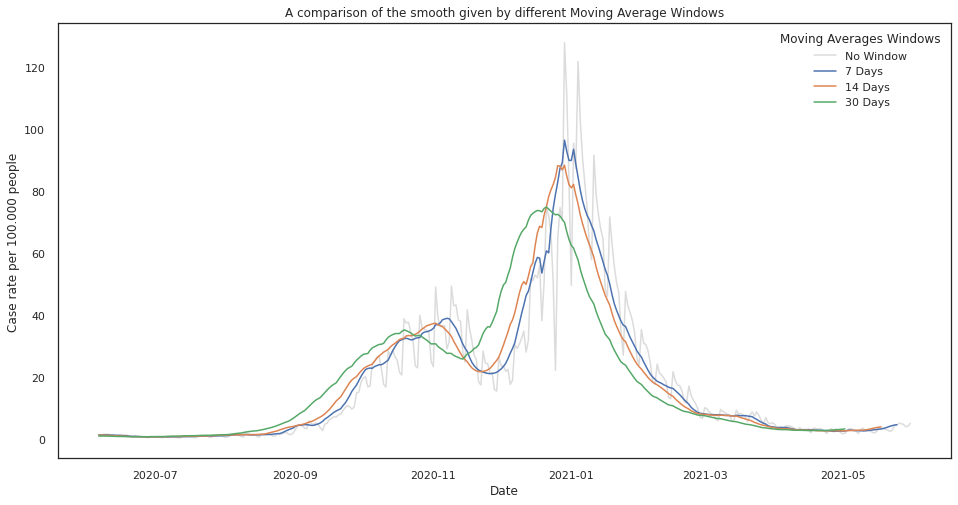 A comparison of the smooth given by different Moving Average Windows
Moving Averages Windows
No Window
7 Days
14 Days
30 Days
Case rate per 100.000 people
120
100
80
60
40
20
0
2020-07 2020-09 2020-11 2021-01 2021-03 2021-05
Date